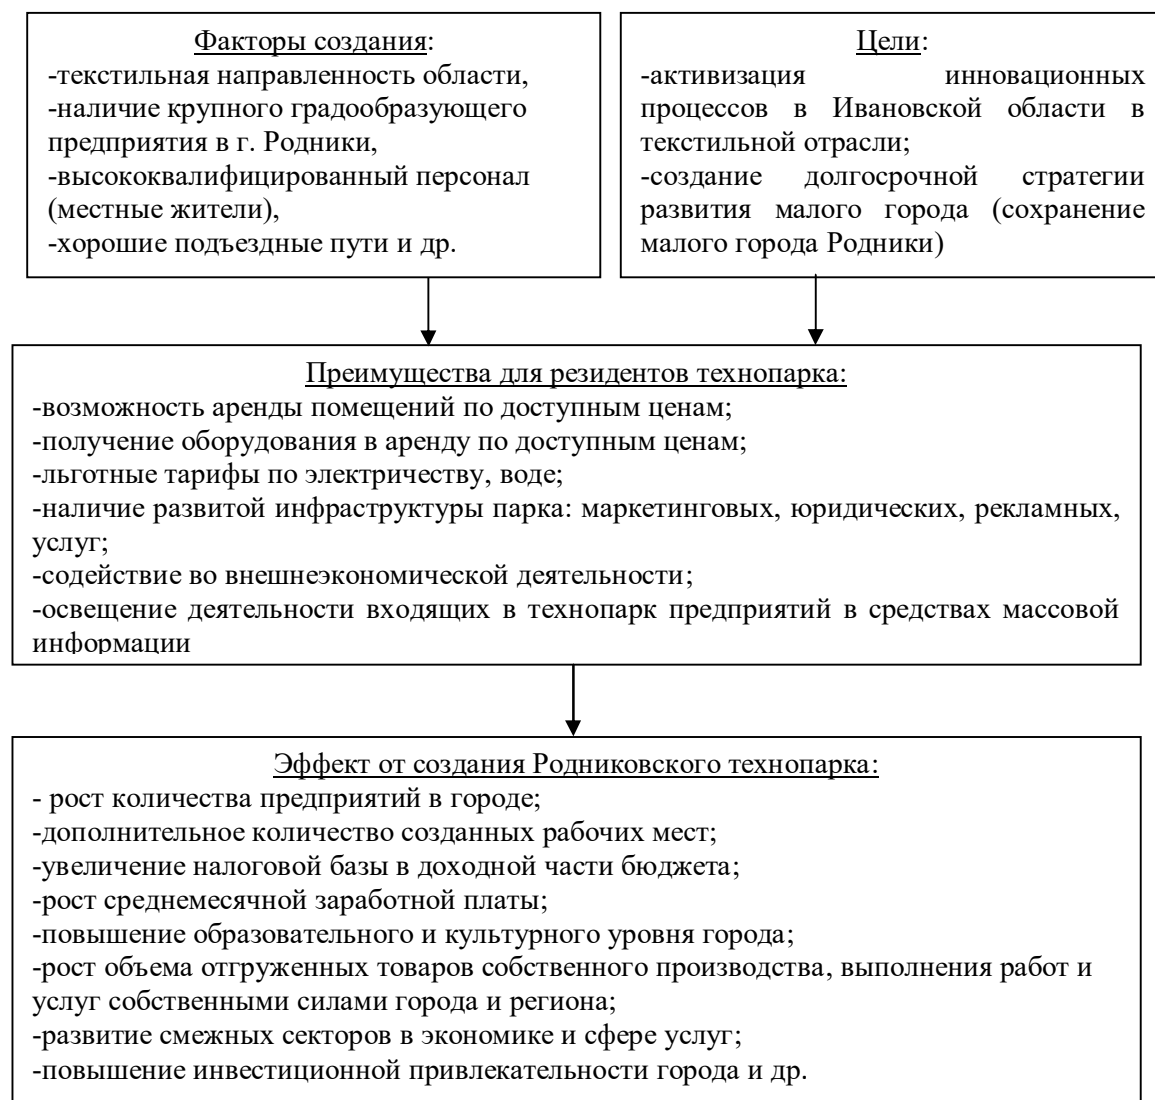 Факторы создания:
-текстильная направленность области,
-наличие крупного градообразующего
предприятия в г. Родники,
-высококвалифицированный персонал
(местные жители),
-хорошие подъездные пути и др.
Цели:
-активизация инновационных
процессов в Ивановской области в
текстильной отрасли;
-создание долгосрочной стратегии
развития малого города (сохранение
малого города Родники)
Преимущества для резидентов технопарка:
-возможность аренды помещений по доступным ценам;
-получение оборудования в аренду по доступным ценам;
-льготные тарифы по электричеству, воде;
-наличие развитой инфраструктуры парка: маркетинговых, юридических, рекламных,
услуг;
-содействие во внешнеэкономической деятельности;
-освещение деятельности входящих в технопарк предприятий в средствах массовой
информации
Эффект от создания Родниковского технопарка:
- рост количества предприятий в городе;
-дополнительное количество созданных рабочих мест;
-увеличение налоговой базы в доходной части бюджета;
-рост среднемесячной заработной платы;
-повышение образовательного и культурного уровня города;
-рост объема отгруженных товаров собственного производства, выполнения работ и
услуг собственными силами города и региона;
-развитие смежных секторов в экономике и сфере услуг;
-повышение инвестиционной привлекательности города и др.